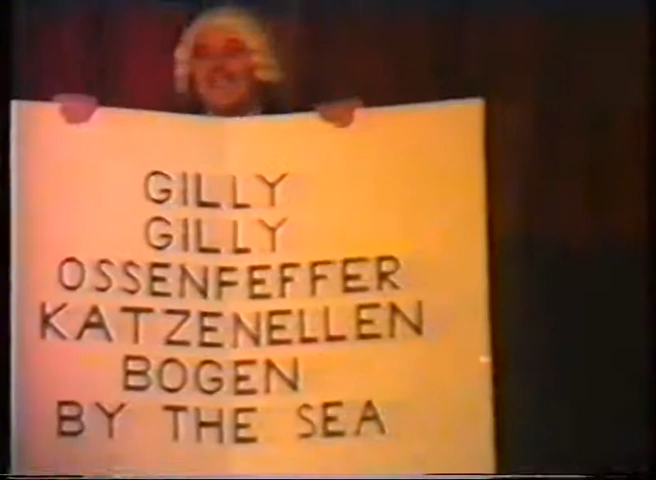 GILLY
GILLY
OSSENFEFFER
KATZENELLEN
BOGEN
BY THE SEA